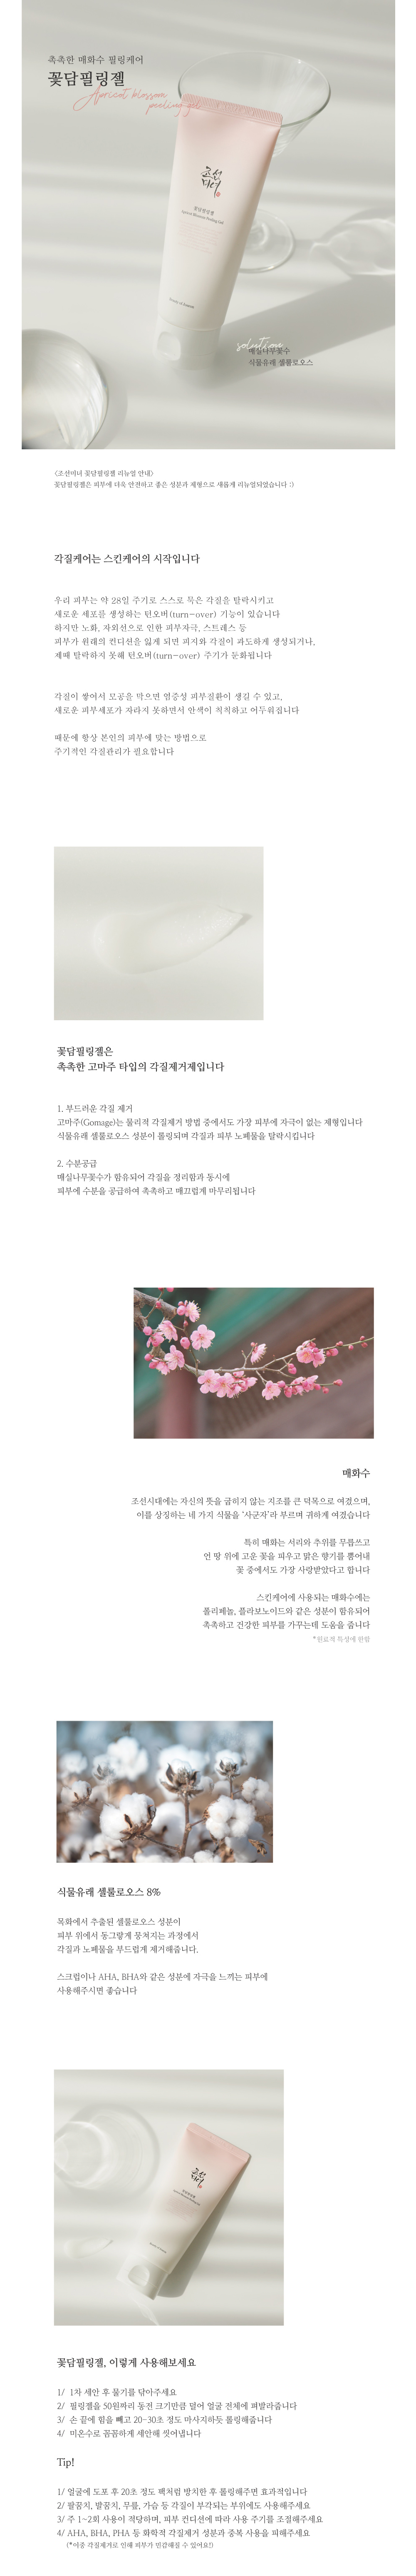 촉촉한 매화수 필링케어
꽃담필링젤
Apricot blossom
peeling gel
조선
미녀
꽃담필링젤
Apricot Blossom Peeling Gel
Beauty of Joseon
solution
매실나무꽃수
식물유래 셀룰로오스
<조선미녀 꽃담필링젤 리뉴얼 안내>
꽃담필링젤은 피부에 더욱 안전하고 좋은 성분과 제형으로 새롭게 리뉴얼되었습니다 :)
각질케어는 스킨케어의 시작입니다
우리 피부는 약 28일 주기로 스스로 묵은 각질을 탈락시키고
새로운 세포를 생성하는 턴오버(turn-over) 기능이 있습니다
하지만 노화, 자외선으로 인한 피부자극, 스트레스 등
피부가 원래의 컨디션을 잃게 되면 피지와 각질이 과도하게 생성되거나,
제때 탈락하지 못해 턴오버(turn-over) 주기가 둔화됩니다
각질이 쌓여서 모공을 막으면 염증성 피부질환이 생길 수 있고,
새로운 피부세포가 자라지 못하면서 안색이 칙칙하고 어두워집니다
때문에 항상 본인의 피부에 맞는 방법으로
주기적인 각질관리가 필요합니다
꽃담필링젤은
촉촉한 고마주 타입의 각질제거제입니다
1. 부드러운 각질 제거
고마주(Gomage)는 물리적 각질제거 방법 중에서도 가장 피부에 자극이 없는 제형입니다
식물유래 셀룰로오스 성분이 롤링되며 각질과 피부 노폐물을 탈락시킵니다
2. 수분공급
매실나무꽃수가 함유되어 각질을 정리함과 동시에
피부에 수분을 공급하여 촉촉하고 매끄럽게 마무리됩니다
매화수
조선시대에는 자신의 뜻을 굽히지 않는 지조를 큰 덕목으로 여겼으며,
이를 상징하는 네 가지 식물을 '사군자'라 부르며 귀하게 여겼습니다
특히 매화는 서리와 추위를 무릅쓰고
언 땅 위에 고운 꽃을 피우고 맑은 향기를 뿜어내
꽃 중에서도 가장 사랑받았다고 합니다
스킨케어에 사용되는 매화수에는
폴리페놀, 플라보노이드와 같은 성분이 함유되어
촉촉하고 건강한 피부를 가꾸는데 도움을 줍니다
*원료적 특성에 한함
식물유래 셀룰로오스 8%
목화에서 추출된 셀룰로오스 성분이
피부 위에서 동그랗게 뭉쳐지는 과정에서
각질과 노폐물을 부드럽게 제거해줍니다.
스크럽이나 AHA, BHA와 같은 성분에 자극을 느끼는 피부에
사용해주시면 좋습니다
조선
미녀
꽃담필링젤
Apricot Blossom Peeling Gel
Beauty of Joseon
꽃담필링젤, 이렇게 사용해보세요
1/ 1차 세안 후 물기를 닦아주세요
2/ 필링젤을 50원짜리 동전 크기만큼 덜어 얼굴 전체에 펴발라줍니다
3/ 손 끝에 힘을 빼고 20-30초 정도 마사지하듯 롤링해줍니다
4/ 미온수로 꼼꼼하게 세안해 씻어냅니다
Tip!
1/ 얼굴에 도포 후 20초 정도 팩처럼 방치한 후 롤링해주면 효과적입니다
2/ 팔꿈치, 발꿈치, 무릎, 가슴 등 각질이 부각되는 부위에도 사용해주세요
3/ 주 1~2회 사용이 적당하며, 피부 컨디션에 따라 사용 주기를 조절해주세요
4/ AHA, BHA, PHA 등 화학적 각질제거 성분과 중복 사용을 피해주세요
(*이중 각질제거로 인해 피부가 민감해질 수 있어요!)